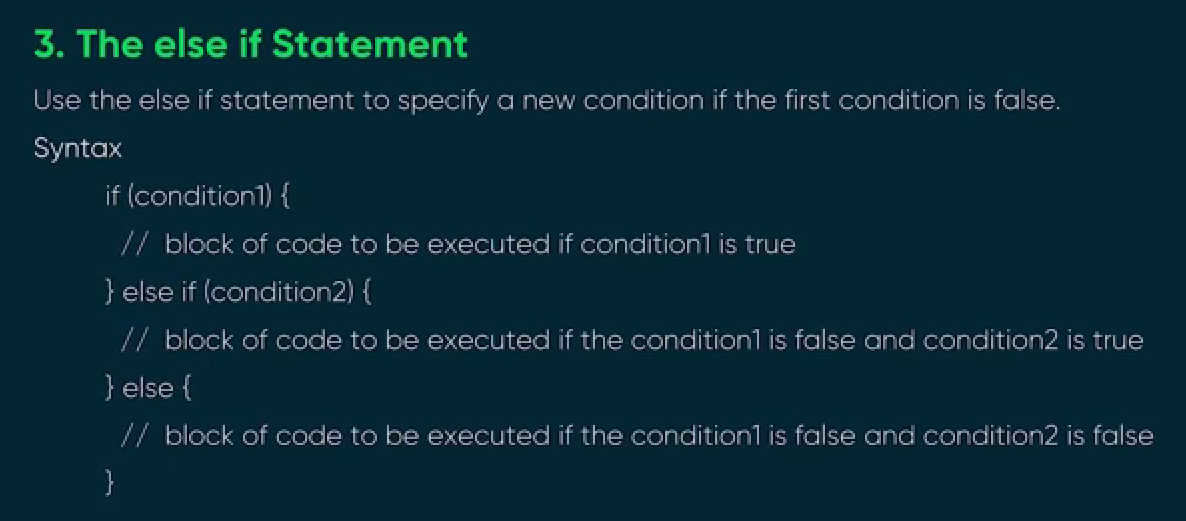 3. The else if Statement
Use the else if statement to specify a new condition if the first condition is false.
Syntax
if (condition1) {
// block of code to be executed if condition1 is true
} else if (condition2) {
// block of code to be executed if the condition1 is false and condition2 is true
} else {
// block of code to be executed if the condition1 is false and condition2 is false
}